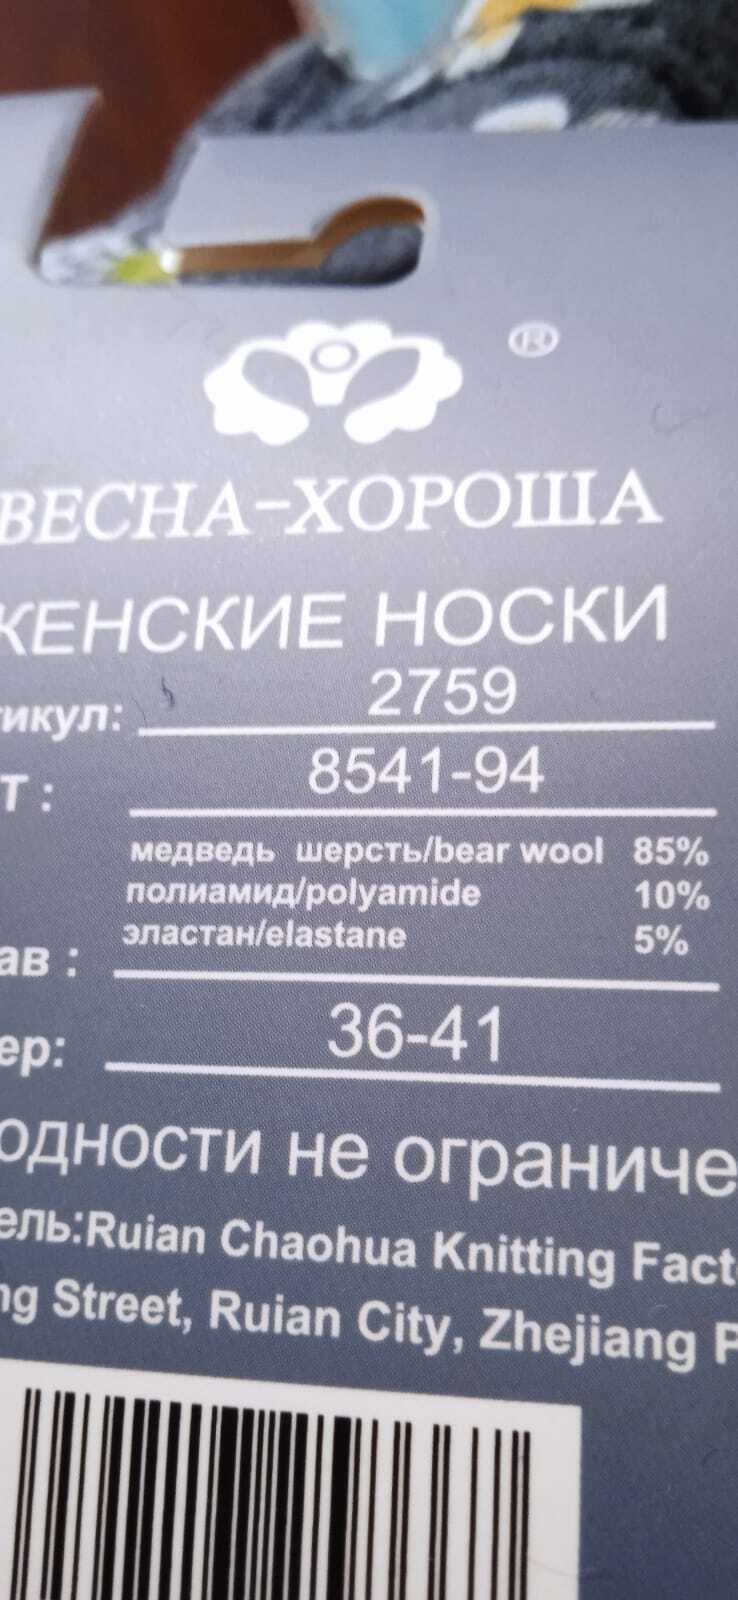 ®
ВЕСНА-ХОРОША
ЖЕНСКИЕ НОСКИ
тикул: 2759
Т : 8541-94
медведь шерсть/bear wool 85%
полиамид/polyamide 10%
эластан/elastane 5%
ав :
ер: 36-41
одности не ограниче
ель:Ruian Chaohua Knitting Fact
ng Street, Ruian City, Zhejiang P